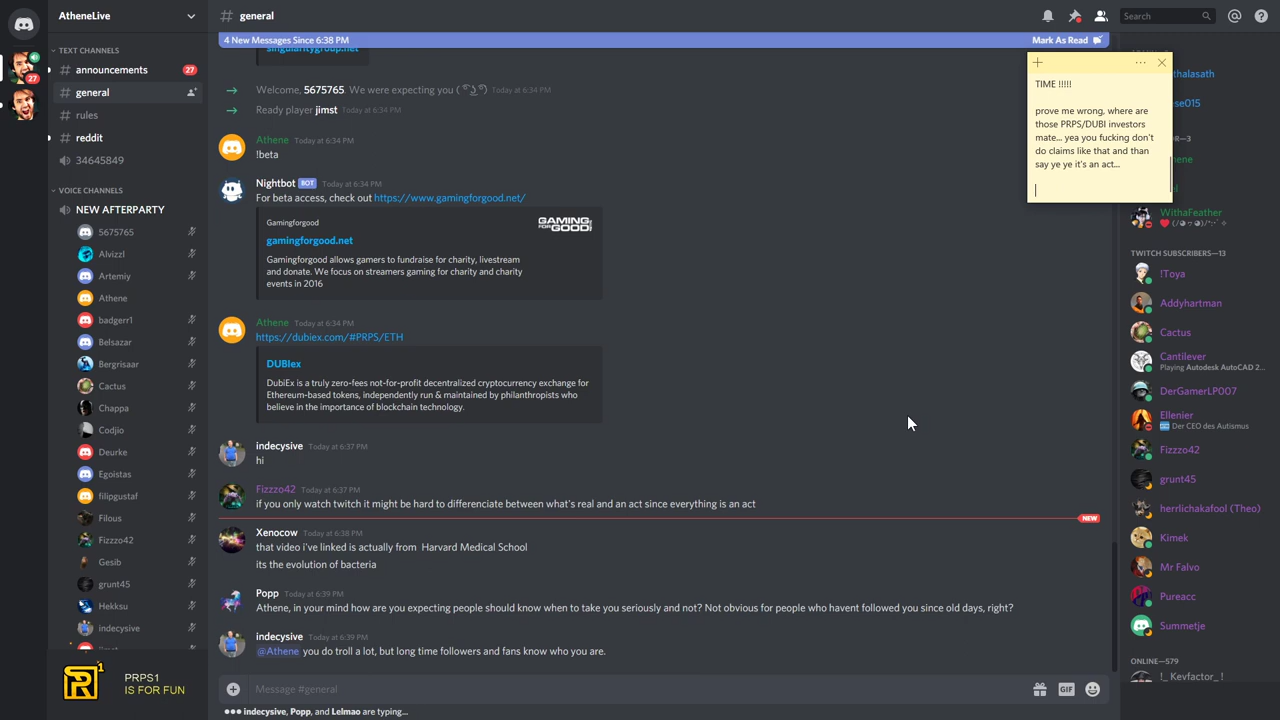 AtheneLive
TEXT CHANNELS
# announcements 27
# general
# rules
# reddit
34645849
VOICE CHANNELS
NEW AFTERPARTY
5675765
Alvizzl
Artemiy
Athene
badgerr1
Belsazar
Bergrisaar
Cactus
Chappa
Codjio
Deurke
Egoistas
filipgustaf
Filous
Fizzzo42
Gesib
grunt45
Hekksu
indecysive
27
PRPS1
IS FOR FUN
# general
Search
4 New Messages Since 6:38 PM
Mark As Read
singularitygroup.net
Welcome, 5675765. We were expecting you ( ͡° ͜ʖ ͡°) Today at 6:34 PM
Ready player jimst Today at 6:34 PM
Athene Today at 6:34 PM
!beta
Nightbot BOT Today at 6:34 PM
For beta access, check out https://www.gamingforgood.net/
Gamingforgood
GAMING FOR GOOD
gamingforgood.net
Gamingforgood allows gamers to fundraise for charity, livestream
and donate. We focus on streamers gaming for charity and charity
events in 2016
Athene Today at 6:34 PM
https://dubiex.com/#PRPS/ETH
DUBIex
DubiEx is a truly zero-fees not-for-profit decentralized cryptocurrency exchange for
Ethereum-based tokens, independently run & maintained by philanthropists who
believe in the importance of blockchain technology.
indecysive Today at 6:37 PM
hi
Fizzzo42 Today at 6:37 PM
if you only watch twitch it might be hard to differenciate between what's real and an act since everything is an act
NEW
Xenocow Today at 6:38 PM
that video i've linked is actually from Harvard Medical School
its the evolution of bacteria
Popp Today at 6:39 PM
Athene, in your mind how are you expecting people should know when to take you seriously and not? Not obvious for people who havent followed you since old days, right?
indecysive Today at 6:39 PM
@Athene you do troll a lot, but long time followers and fans know who you are.
Message #general
GIF
indecysive, Popp, and Lelmao are typing...
TIME !!!!!
prove me wrong, where are
those PRPS/DUBI investors
mate... yea you fucking don't
do claims like that and than
say ye ye it's an act...
WithaFeather
TWITCH SUBSCRIBERS—13
!Toya
Addyhartman
Cactus
Cantilever
Playing Autodesk AutoCAD 2...
DerGamerLP007
Ellenier
Der CEO des Autismus
Fizzzo42
grunt45
herrlichakafool (Theo)
Kimek
Mr Falvo
Pureacc
Summetje
ONLINE—579
!_ Kevfactor_ !